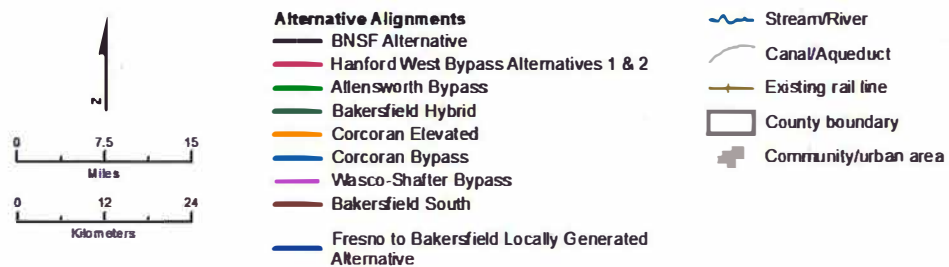 Z
0 7.5 15
Miles
0 12 24
Kilometers
Alternative Alignments
BNSF Alternative
Hanford West Bypass Alternatives 1 & 2
Allensworth Bypass
Bakersfield Hybrid
Corcoran Elevated
Corcoran Bypass
Wasco-Shafter Bypass
Bakersfield South
Fresno to Bakersfield Locally Generated
Alternative
Stream/River
Canal/Aqueduct
Existing rail line
County boundary
Community/urban area